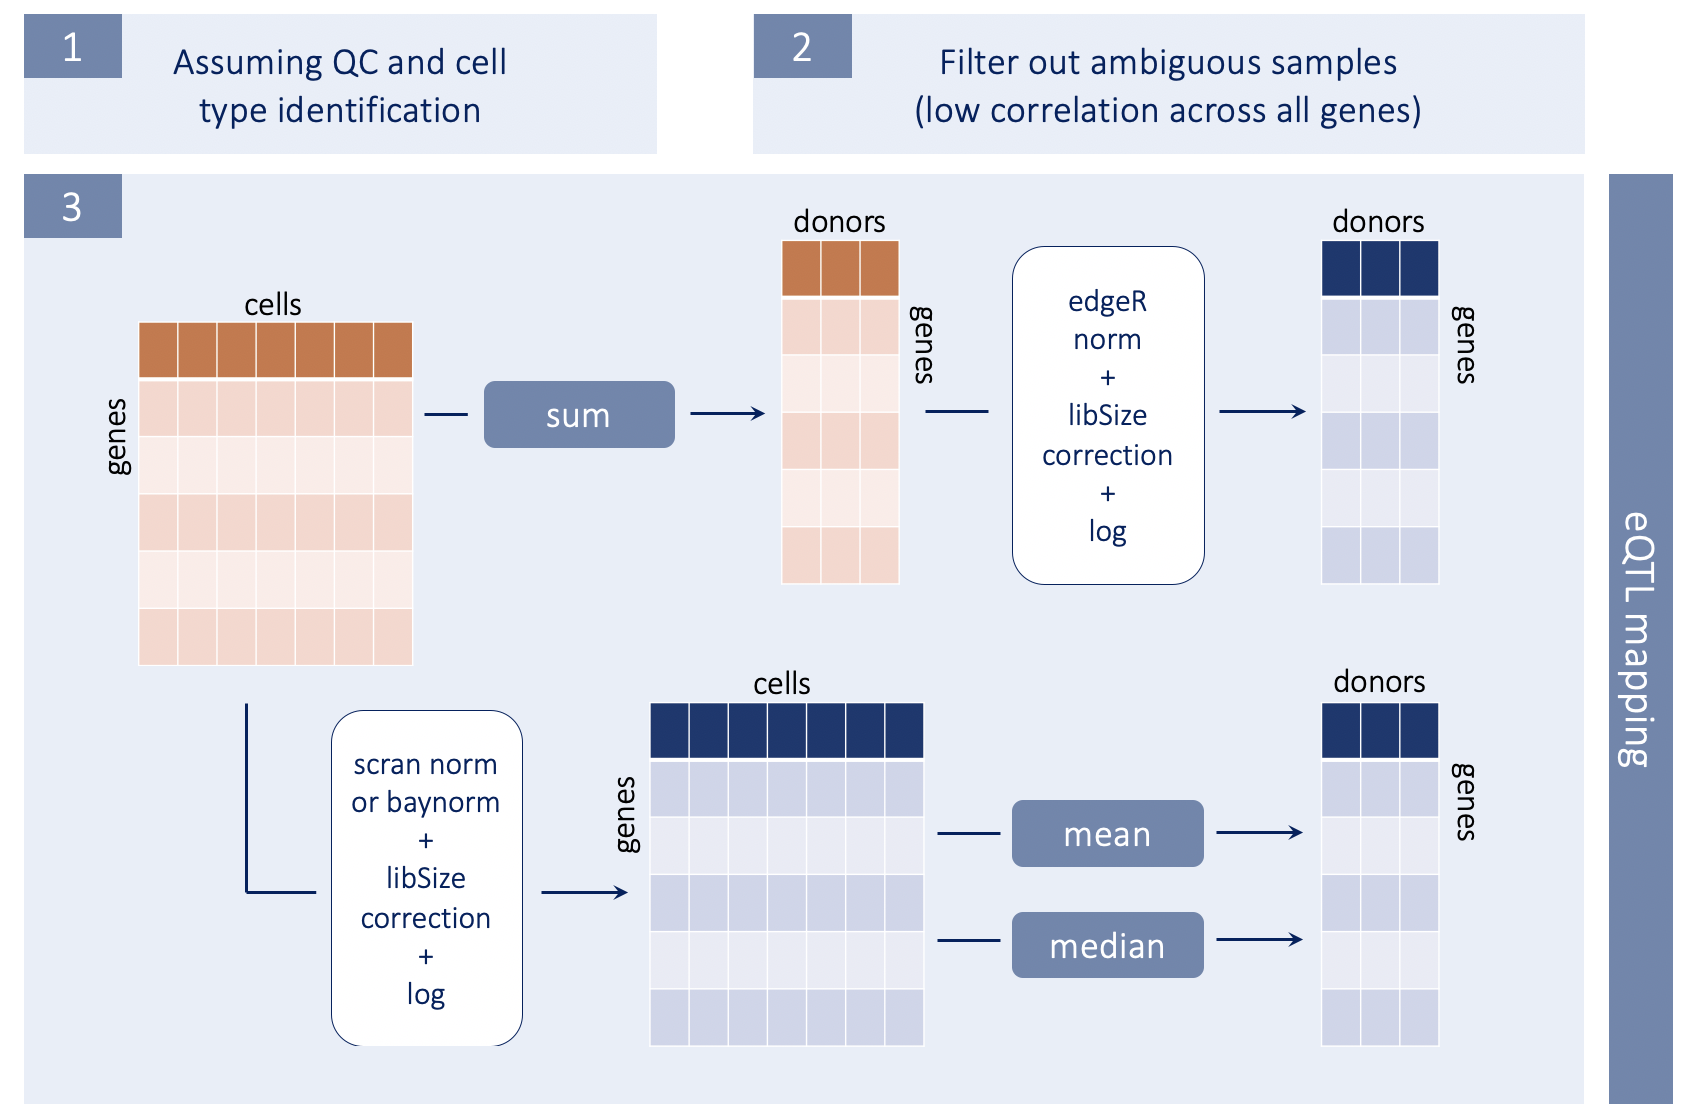 1
Assuming QC and cell
type identification
2
Filter out ambiguous samples
(low correlation across all genes)
3
cells
genes
sum
donors
genes
edgeR
norm
+
libSize
correction
+
log
donors
genes
scran norm
or baynorm
+
libSize
correction
+
log
cells
genes
mean
median
donors
genes
eQTL mapping